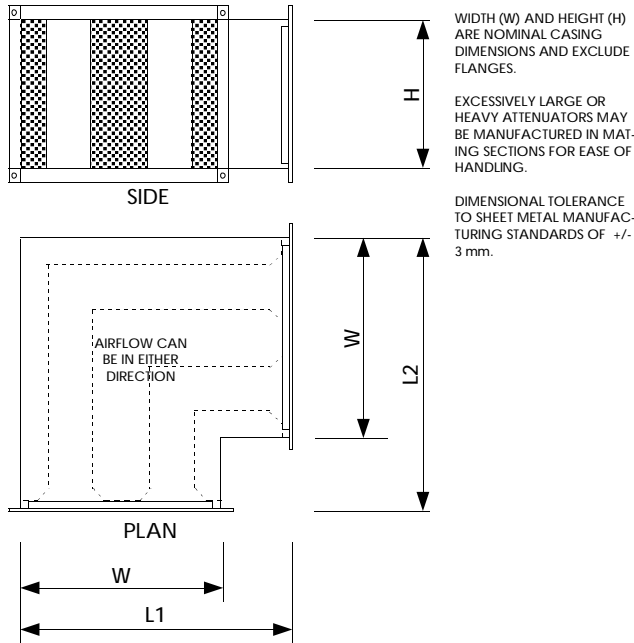 WIDTH (W) AND HEIGHT (H)
ARE NOMINAL CASING
DIMENSIONS AND EXCLUDE
FLANGES.
EXCESSIVELY LARGE OR
HEAVY ATTENUATORS MAY
BE MANUFACTURED IN MAT-
ING SECTIONS FOR EASE OF
HANDLING.
DIMENSIONAL TOLERANCE
TO SHEET METAL MANUFAC-
TURING STANDARDS OF +/-
3 mm.
H
SIDE
AIRFLOW CAN
BE IN EITHER
DIRECTION
W
L2
PLAN
W
L1